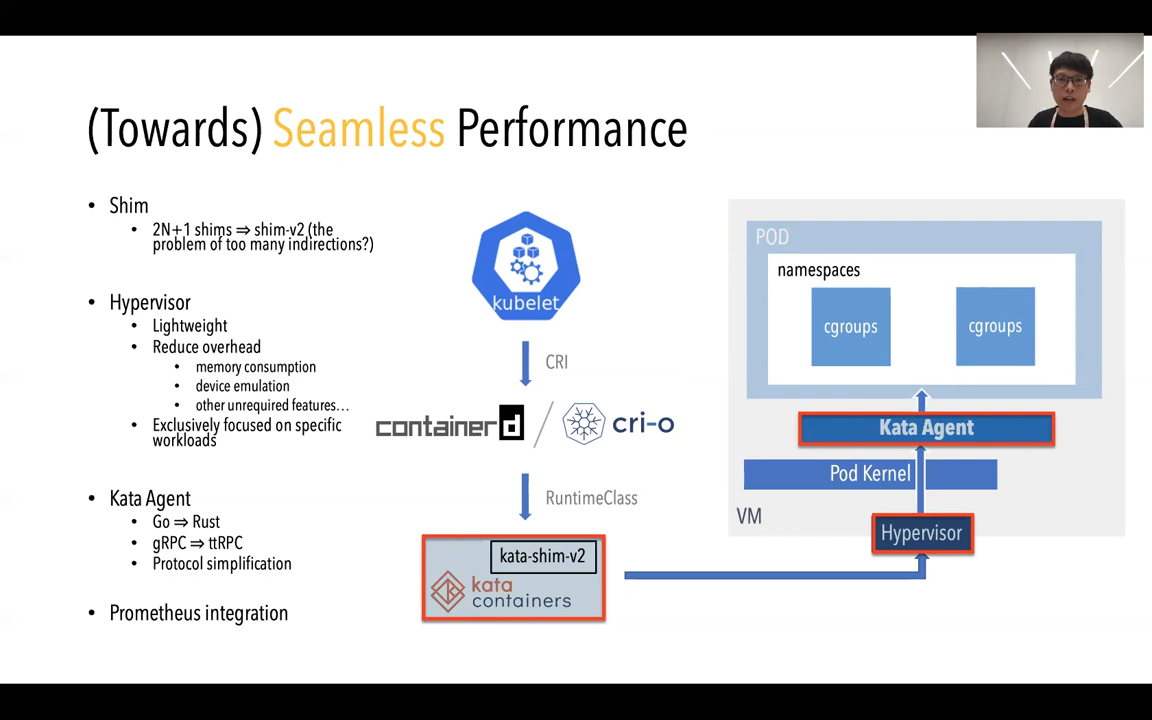 (Towards) Seamless Performance
• Shim
• 2N+1 shims ⇒ shim-v2 (the
problem of too many indirections?)
• Hypervisor
• Lightweight
• Reduce overhead
• memory consumption
• device emulation
• other unrequired features…
• Exclusively focused on specific
workloads
• Kata Agent
• Go ⇒ Rust
• gRPC ⇒ ttRPC
• Protocol simplification
• Prometheus integration
kubelet
CRI
containerd / cri-o
RuntimeClass
kata-shim-v2
kata
containers
POD
namespaces
cgroups
cgroups
Kata Agent
Pod Kernel
VM
Hypervisor